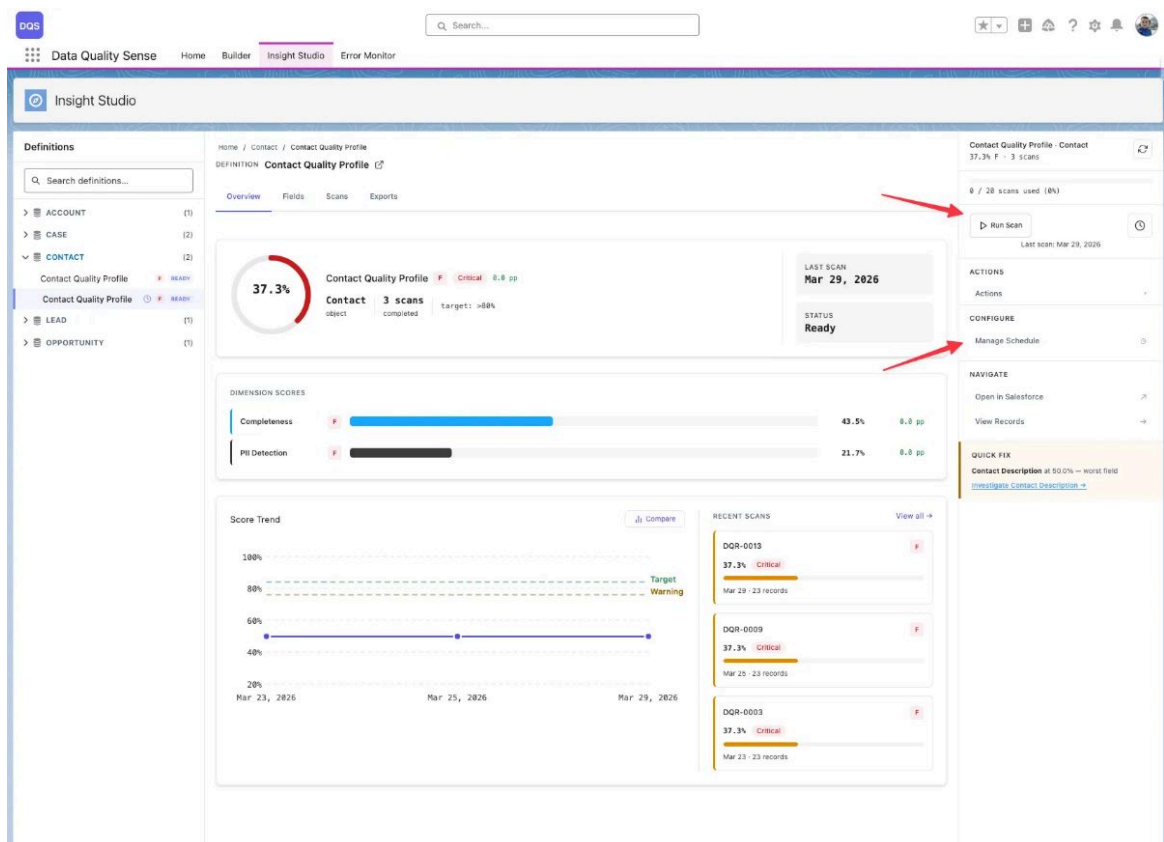 DQS
Search...
Data Quality Sense
Home
Builder
Insight Studio
Error Monitor
Insight Studio
Definitions
Search definitions...
ACCOUNT (1)
CASE (2)
CONTACT (2)
Contact Quality Profile F READY
Contact Quality Profile F READY
LEAD (1)
OPPORTUNITY (1)
Home / Contact / Contact Quality Profile
DEFINITION Contact Quality Profile
Overview Fields Scans Exports
37.3%
Contact Quality Profile F Critical 0.0 pp
Contact 3 scans target: >80%
object completed
LAST SCAN
Mar 29, 2026
STATUS
Ready
DIMENSION SCORES
Completeness F 43.5% 0.0 pp
PII Detection F 21.7% 0.0 pp
Score Trend
Compare
100%
80%
60%
40%
20%
Target
Warning
Mar 23, 2026 Mar 25, 2026 Mar 29, 2026
RECENT SCANS View all →
DQR-0013 F
37.3% Critical
Mar 29 · 23 records
DQR-0009 F
37.3% Critical
Mar 25 · 23 records
DQR-0003 F
37.3% Critical
Mar 23 · 23 records
Contact Quality Profile · Contact
37.3% F · 3 scans
0 / 20 scans used (0%)
Run Scan
Last scan: Mar 29, 2026
ACTIONS
Actions
CONFIGURE
Manage Schedule
NAVIGATE
Open in Salesforce ↗
View Records →
QUICK FIX
Contact Description at 50.0% — worst field
Investigate Contact Description →